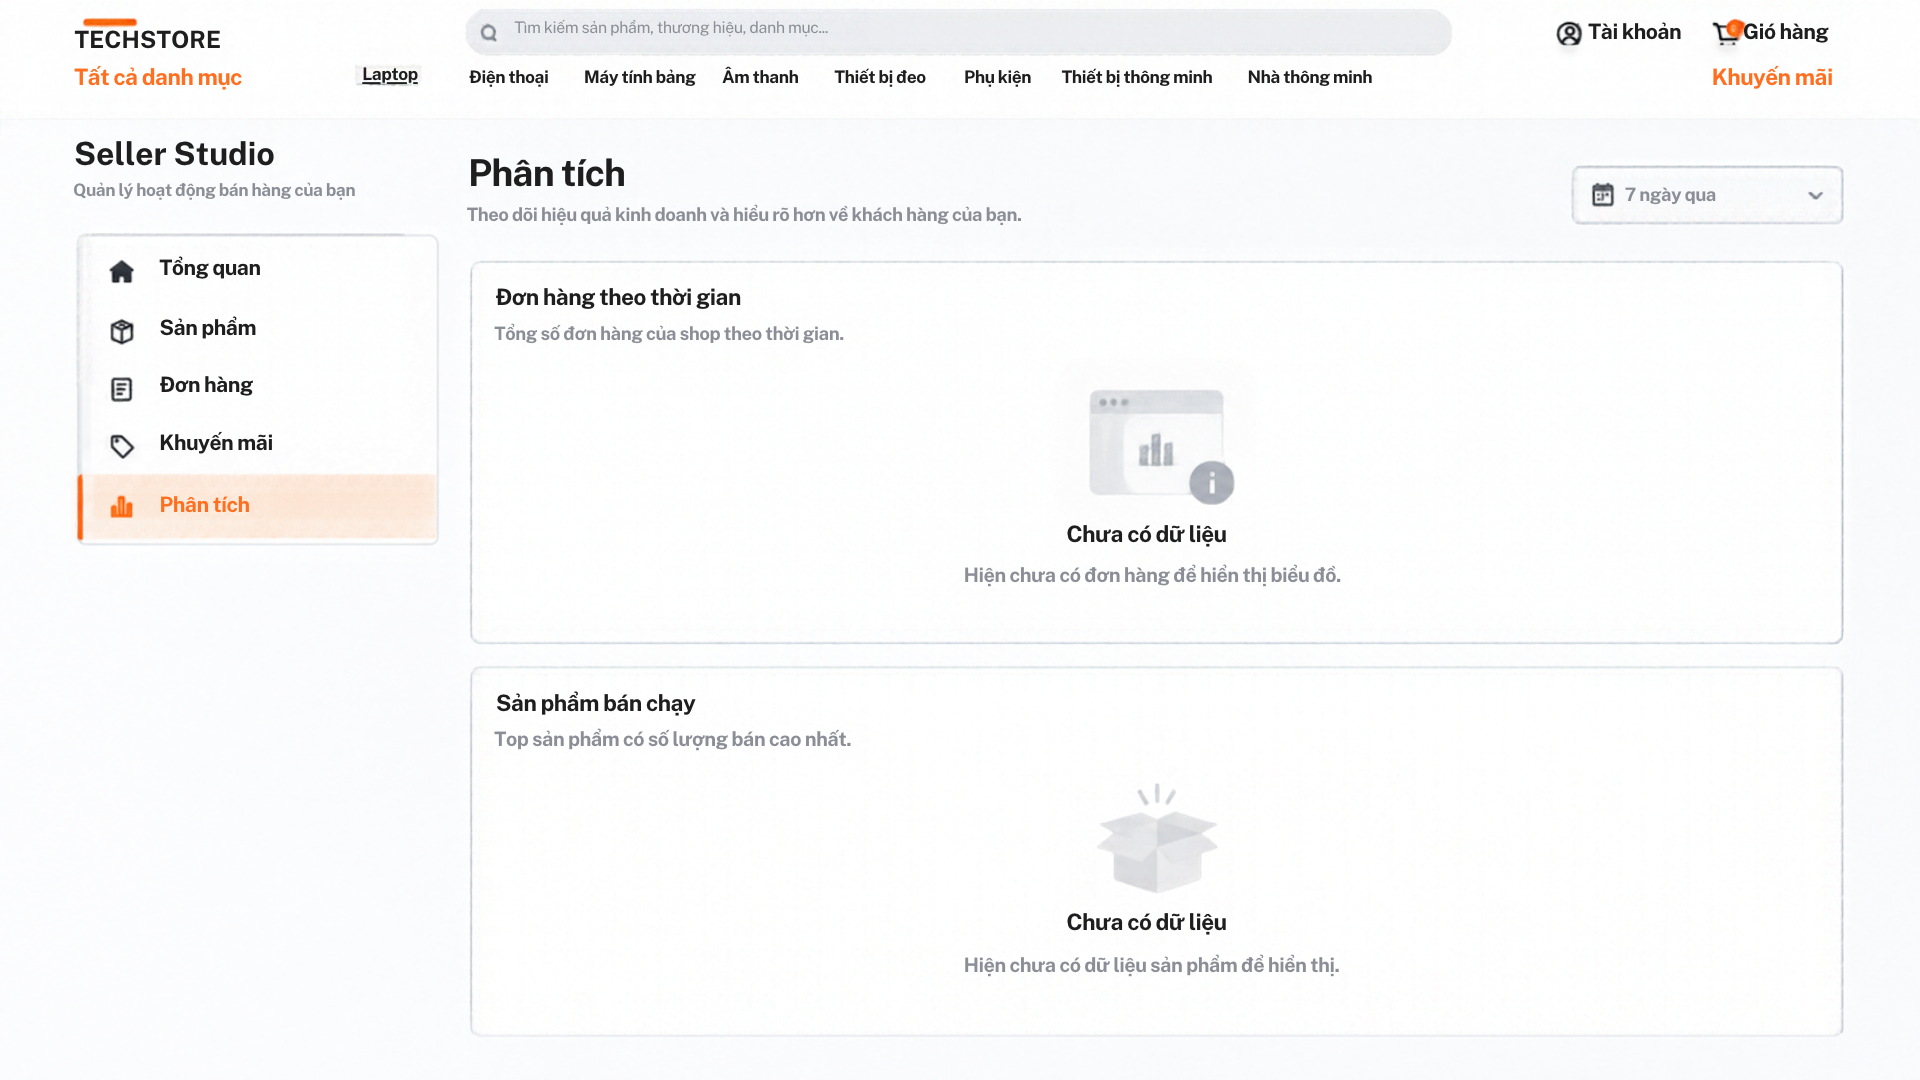 TECHSTORE
Tìm kiếm sản phẩm, thương hiệu, danh mục...
Tài khoản
Giỏ hàng
Tất cả danh mục
Laptop
Điện thoại
Máy tính bảng
Âm thanh
Thiết bị đeo
Phụ kiện
Thiết bị thông minh
Nhà thông minh
Khuyến mãi
Seller Studio
Quản lý hoạt động bán hàng của bạn
Tổng quan
Sản phẩm
Đơn hàng
Khuyến mãi
Phân tích
Phân tích
Theo dõi hiệu quả kinh doanh và hiểu rõ hơn về khách hàng của bạn.
7 ngày qua
Đơn hàng theo thời gian
Tổng số đơn hàng của shop theo thời gian.
Chưa có dữ liệu
Hiện chưa có đơn hàng để hiển thị biểu đồ.
Sản phẩm bán chạy
Top sản phẩm có số lượng bán cao nhất.
Chưa có dữ liệu
Hiện chưa có dữ liệu sản phẩm để hiển thị.